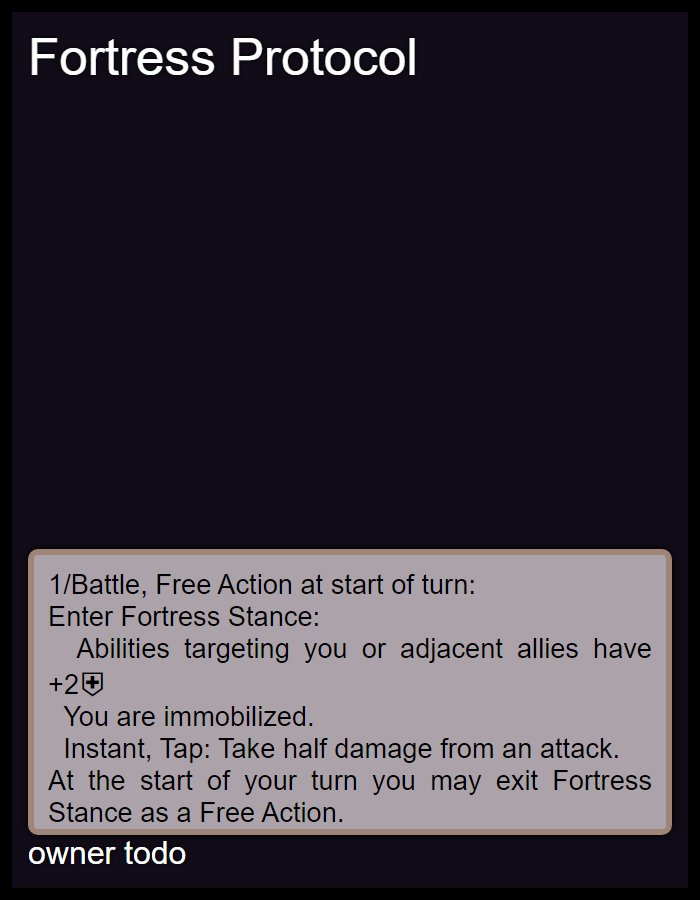 Fortress Protocol
1/Battle, Free Action at start of turn:
Enter Fortress Stance:
Abilities targeting you or adjacent allies have
+2⛨
You are immobilized.
Instant, Tap: Take half damage from an attack.
At the start of your turn you may exit Fortress
Stance as a Free Action.
owner todo